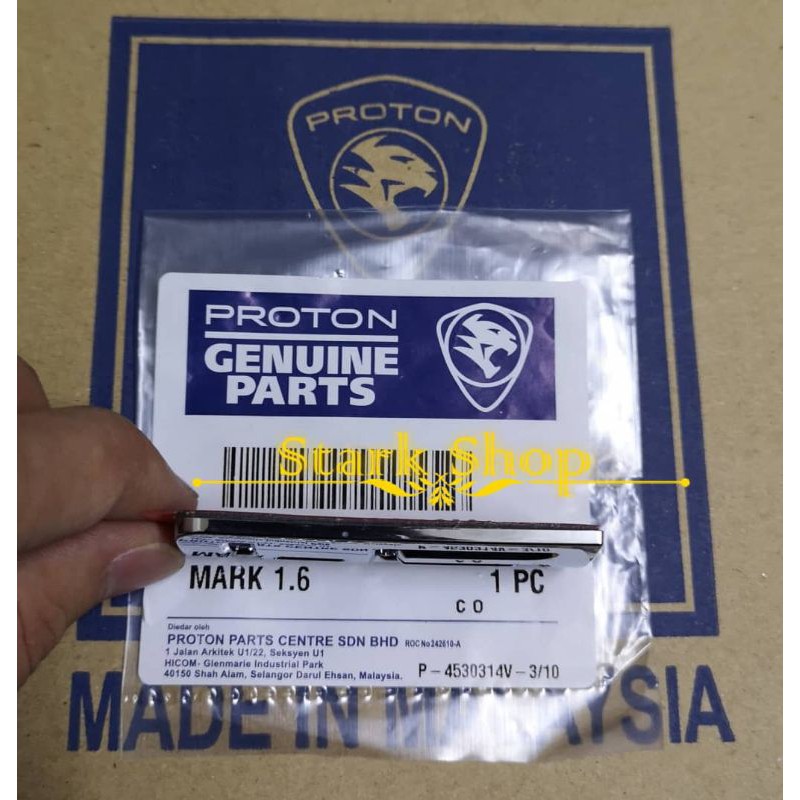 PROTON
PROTON
GENUINE
PARTS
Stark Shop
MARK 1.6
1 PC
C O
Diedar oleh
PROTON PARTS CENTRE SDN BHD ROC No 242610-A
1 Jalan Arkitek U1/22, Seksyen U1
HICOM- Glenmarie Industrial Park
40150 Shah Alam, Selangor Darul Ehsan, Malaysia.
P - 4530314V - 3/10
MADE IN MALAYSIA